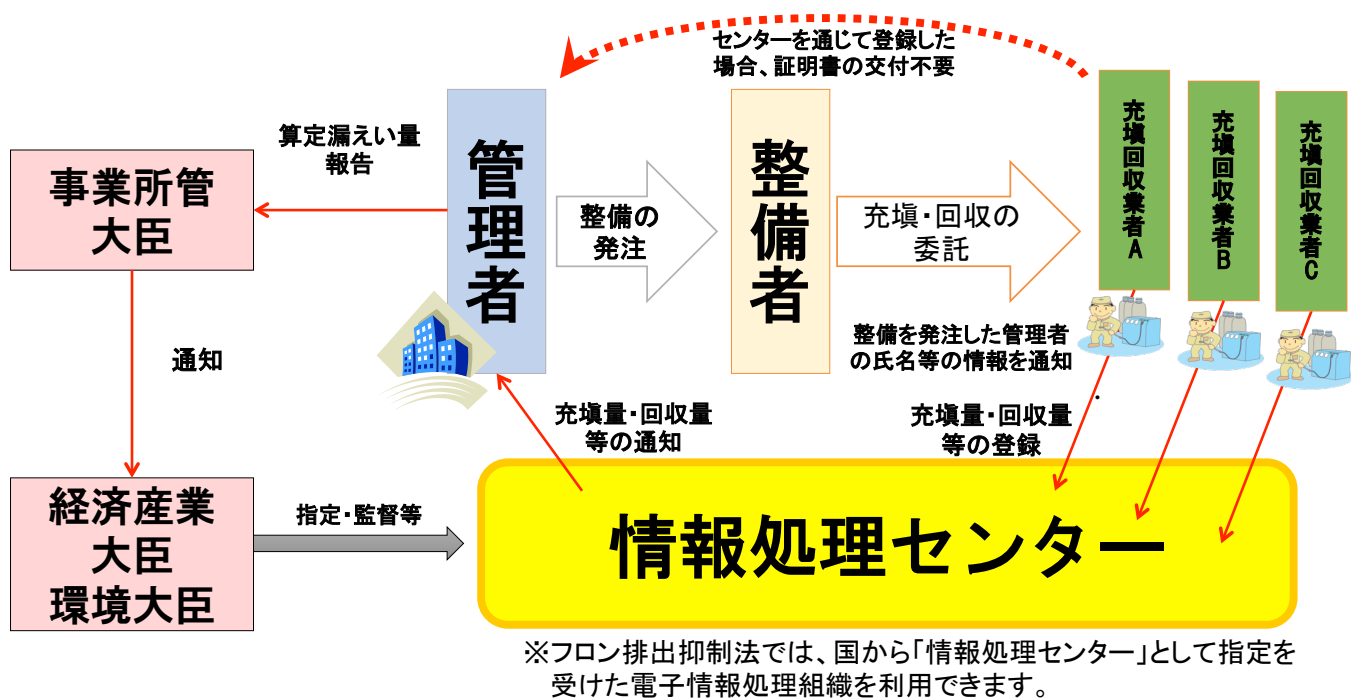 センターを通じて登録した
場合、証明書の交付不要
算定漏えい量
報告
事業所管
大臣
管理者
整備の
発注
整備者
充塡・回収の
委託
充塡回収業者A
充塡回収業者B
充塡回収業者C
通知
整備を発注した管理者
の氏名等の情報を通知
充塡量・回収量
等の通知
充塡量・回収量
等の登録
経済産業
大臣
環境大臣
指定・監督等
情報処理センター
※フロン排出抑制法では、国から「情報処理センター」として指定を
受けた電子情報処理組織を利用できます。